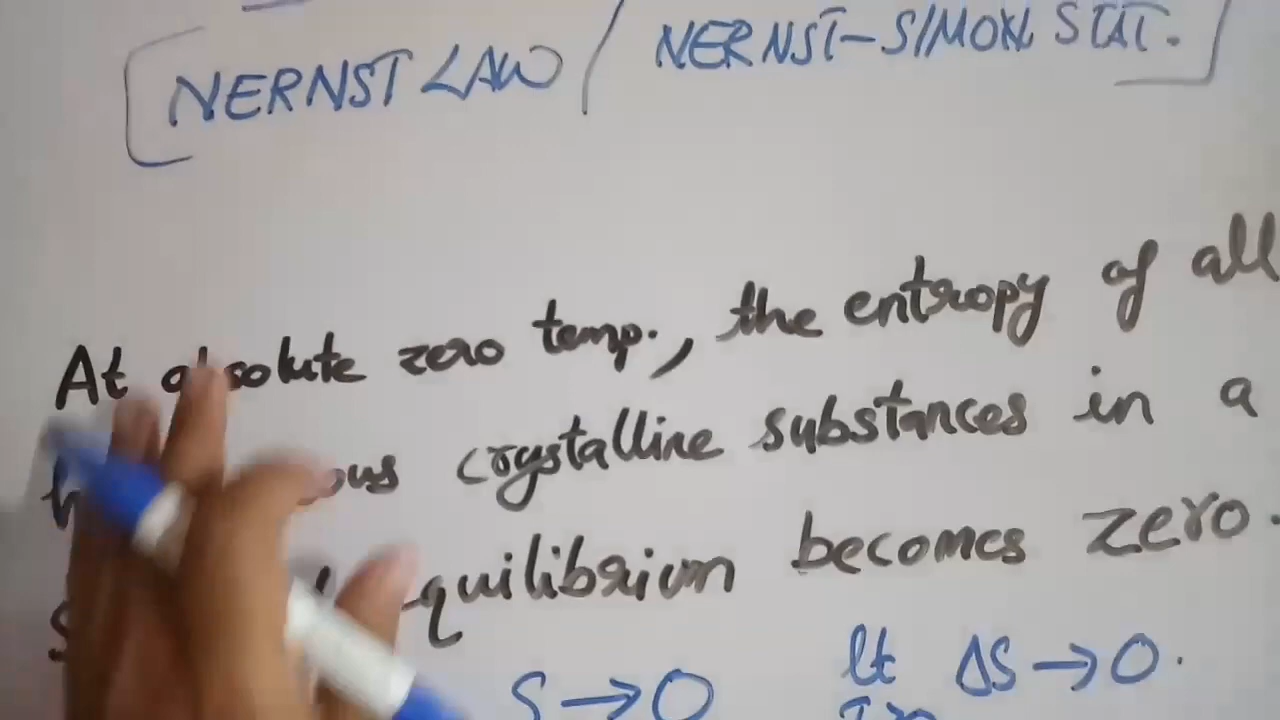 [NERNST LAW / NERNST-SIMON STAT.]
At absolute zero temp., the entropy of all
crystalline substances in a
equilibrium becomes zero.
S → 0 lt ΔS → 0.